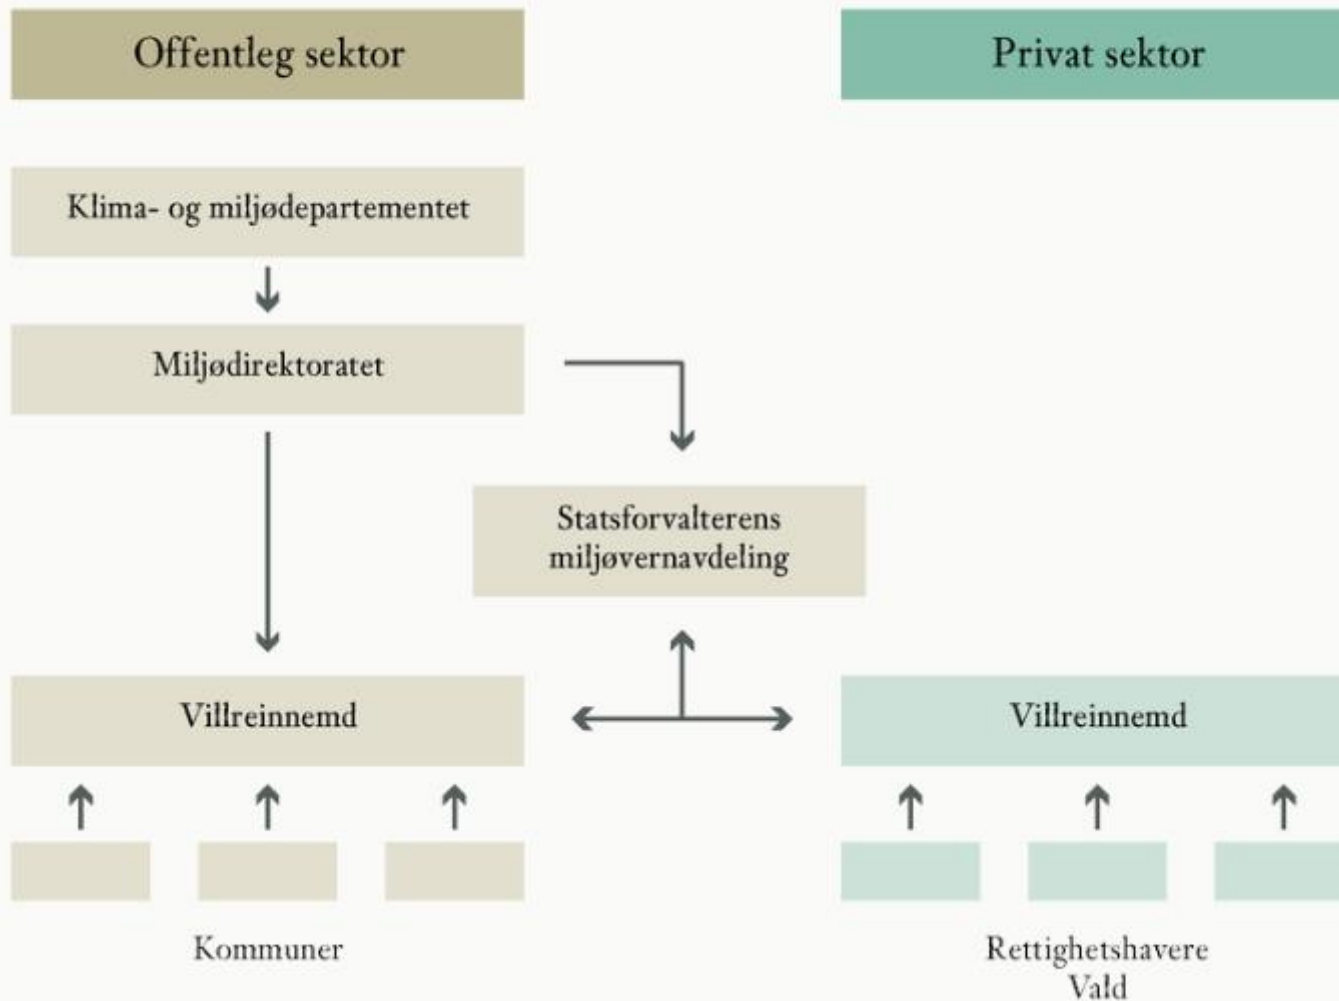 Offentleg sektor
Privat sektor
Klima- og miljødepartementet
Miljødirektoratet
Statsforvalterens
miljøvernavdeling
Villreinnemd
Villreinnemd
Kommuner
Rettighetshavere
Vald